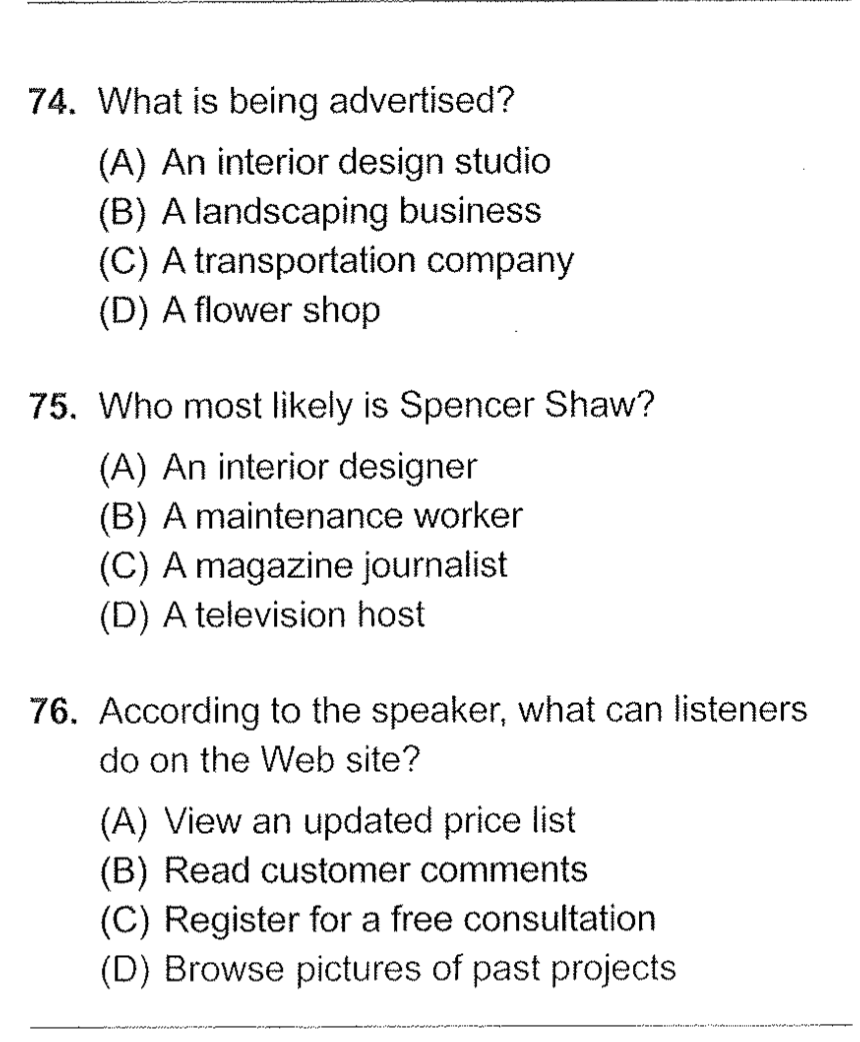 74. What is being advertised?
(A) An interior design studio
(B) A landscaping business
(C) A transportation company
(D) A flower shop
75. Who most likely is Spencer Shaw?
(A) An interior designer
(B) A maintenance worker
(C) A magazine journalist
(D) A television host
76. According to the speaker, what can listeners
do on the Web site?
(A) View an updated price list
(B) Read customer comments
(C) Register for a free consultation
(D) Browse pictures of past projects